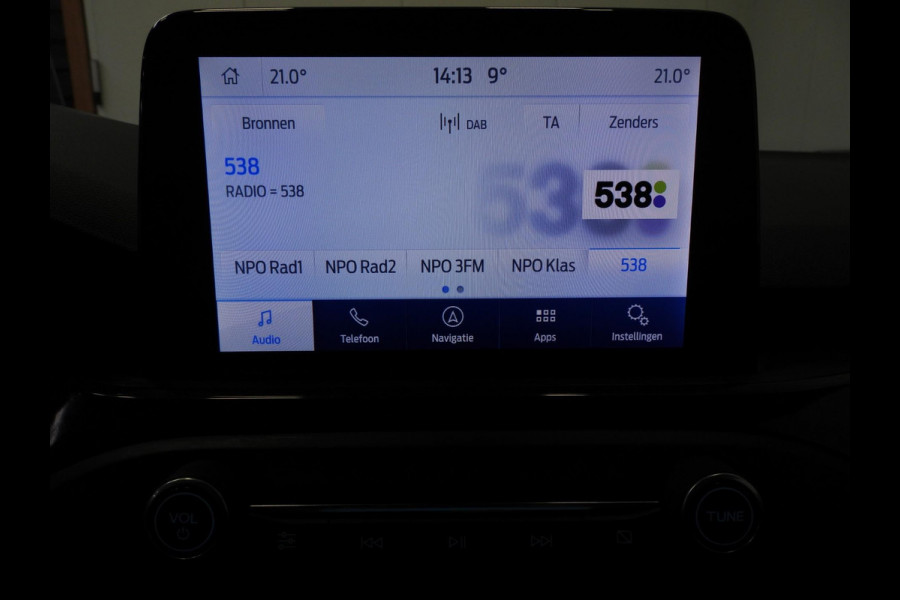 21.0° 14:13 9° 21.0°
Bronnen DAB TA Zenders
538
RADIO = 538
538
538
NPO Rad1 NPO Rad2 NPO 3FM NPO Klas 538
Audio Telefoon Navigatie Apps Instellingen
VOL TUNE